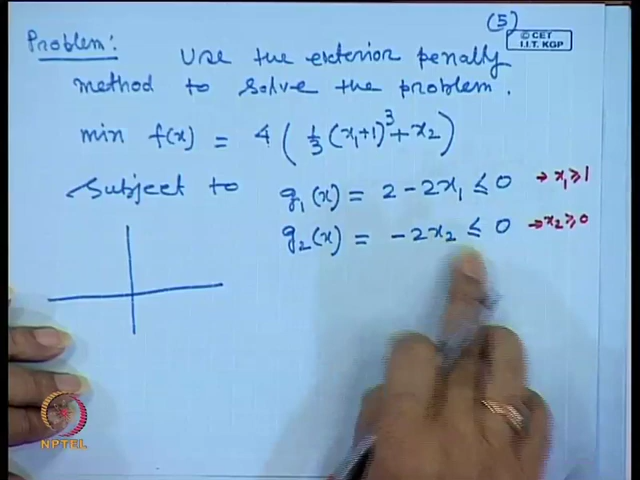 (5)
© CET
I.I.T. KGP
Problem: Use the exterior penalty
method to solve the problem.
min f(x) = 4 ( 1/3 (x₁+1)³ + x₂ )
Subject to g₁(x) = 2 - 2x₁ ≤ 0 → x₁ ≥ 1
g₂(x) = - 2x₂ ≤ 0 → x₂ ≥ 0
NPTEL